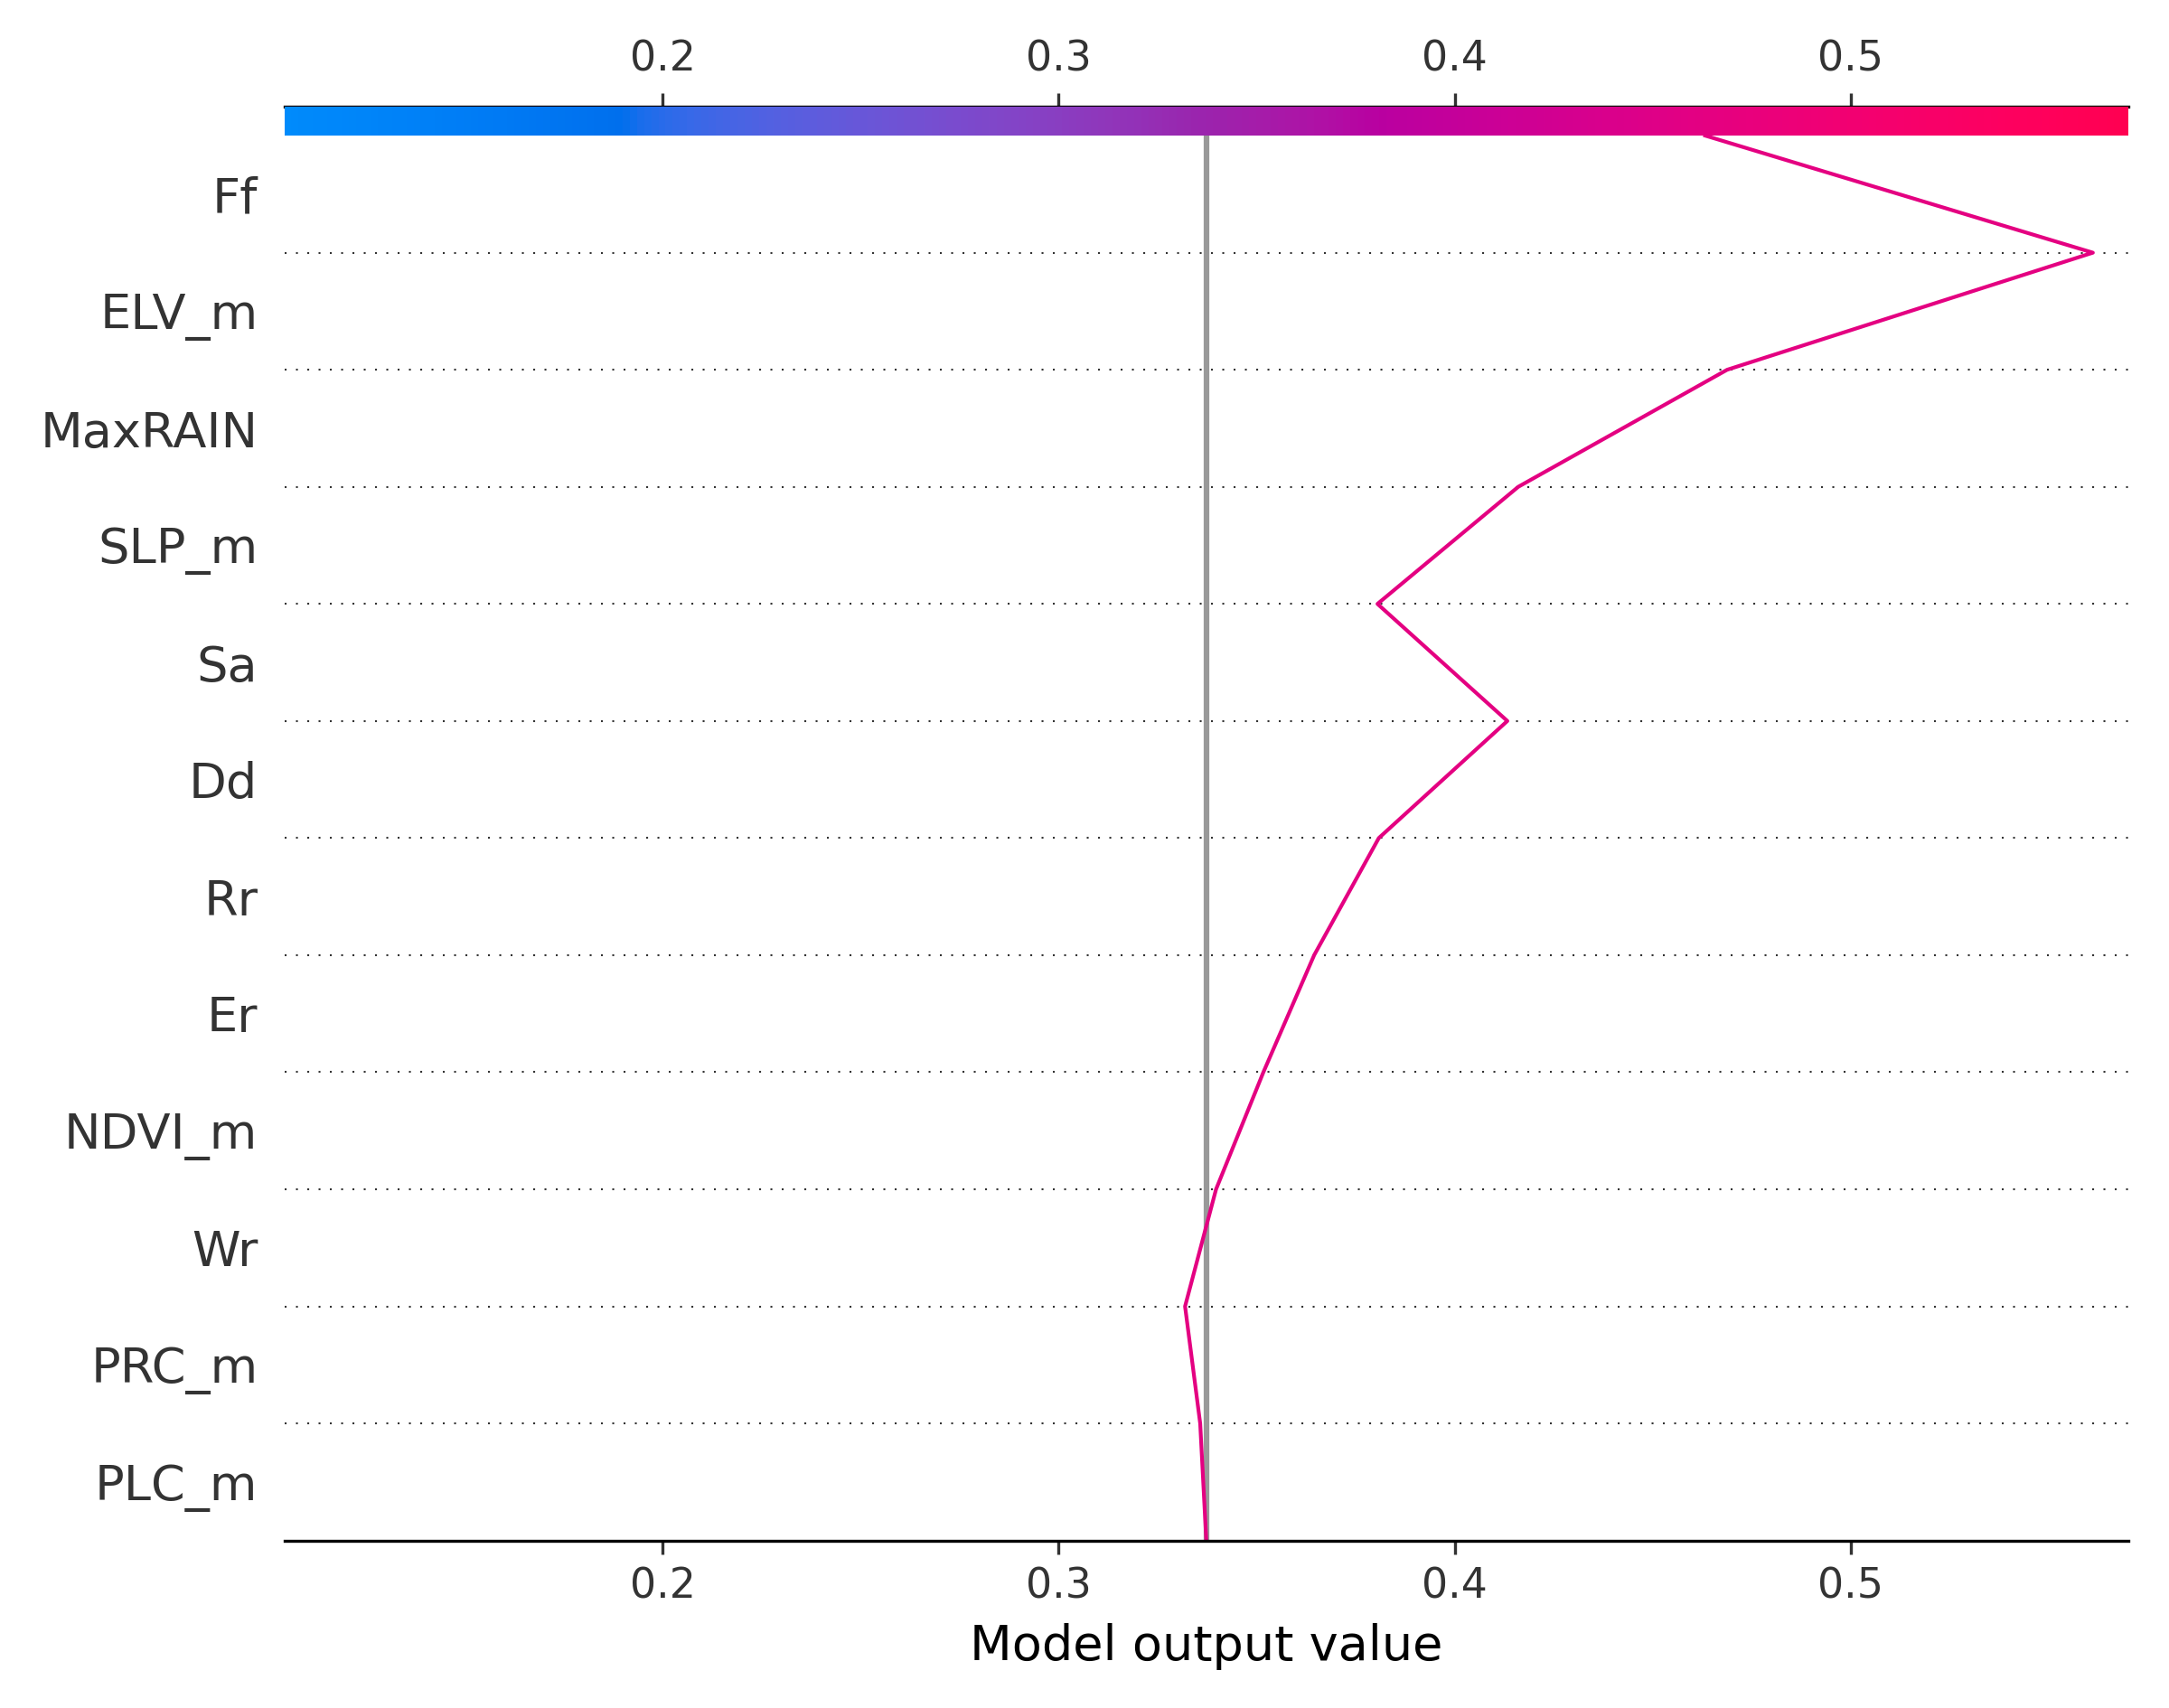 0.2 0.3 0.4 0.5
Ff
ELV_m
MaxRAIN
SLP_m
Sa
Dd
Rr
Er
NDVI_m
Wr
PRC_m
PLC_m
0.2 0.3 0.4 0.5
Model output value